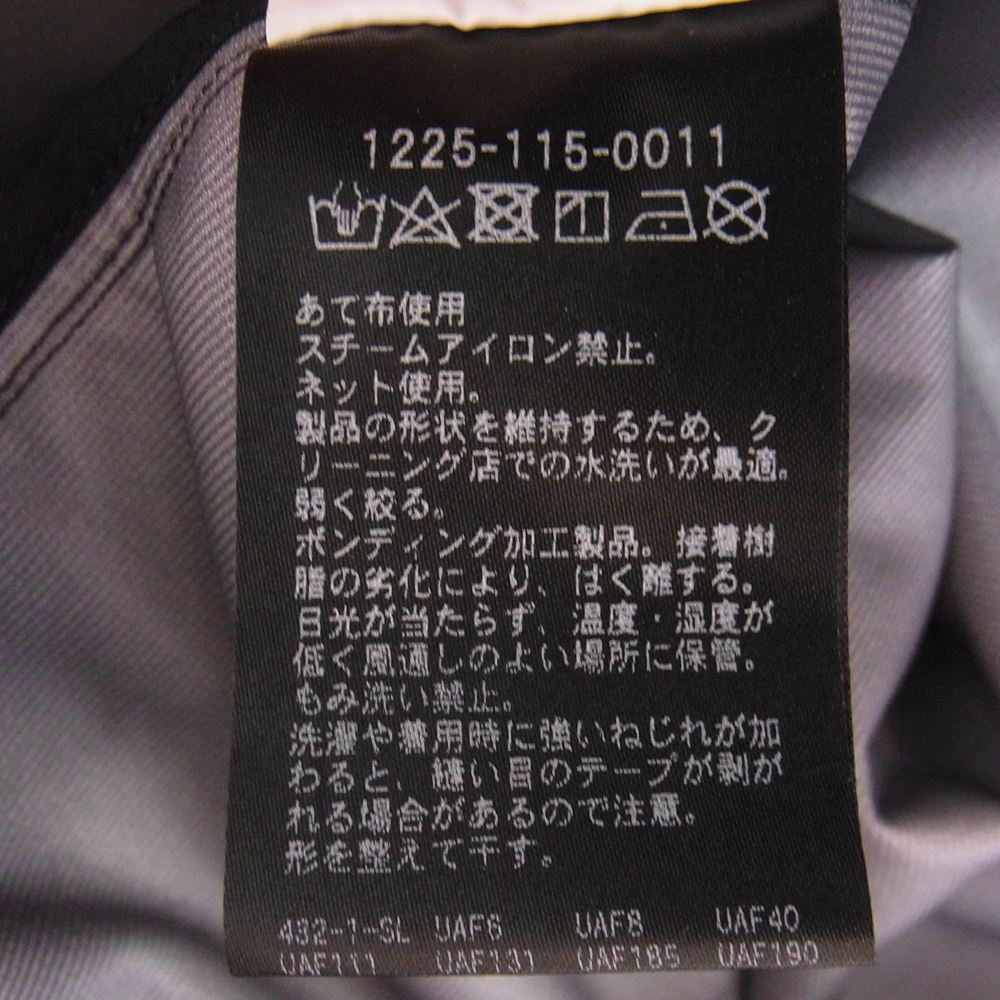 1225-115-0011
あて布使用
スチームアイロン禁止。
ネット使用。
製品の形状を維持するため、ク
リーニング店での水洗いが最適。
弱く絞る。
ボンディング加工製品。接着樹
脂の劣化により、はく離する。
日光が当たらず、温度・湿度が
低く風通しのよい場所に保管。
もみ洗い禁止。
洗濯や着用時に強いねじれが加
わると、縫い目のテープが剥が
れる場合があるので注意。
形を整えて干す。
432-1-SL UAF6 UAF8 UAF40
UAF111 UAF131 UAF185 UAF190